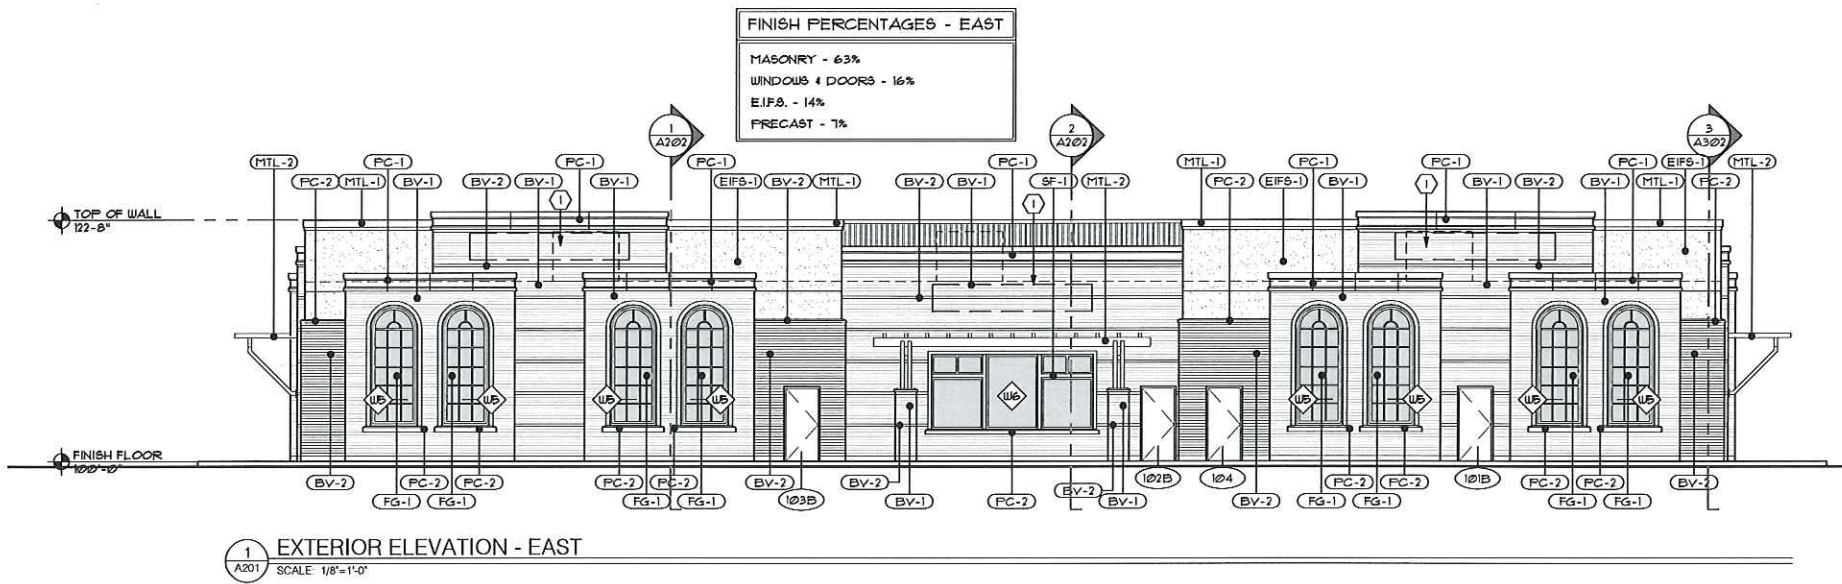 FINISH PERCENTAGES - EAST
MASONRY - 63%
WINDOWS & DOORS - 16%
E.I.F.S. - 14%
PRECAST - 7%
1 2 3
A202 A202 A302
MTL-2 PC-1 PC-1 PC-1 PC-1 MTL-1 PC-1 PC-1 PC-1 EIFS-1 MTL-2
PC-2 MTL-1 BV-1 BV-2 BV-1 BV-1 EIFS-1 BV-2 MTL-1 BV-2 BV-1 SF-1 MTL-2 PC-2 EIFS-1 BV-1 BV-1 BV-2 BV-1 MTL-1 PC-2
1 1 1
TOP OF WALL
122'-8"
W5 W5 W5 W5 W6 W5 W5 W5 W5
FINISH FLOOR
100'-0"
BV-2 PC-2 PC-2 PC-2 PC-2 BV-2 103B BV-2 BV-2 102B 104 PC-2 PC-2 101B PC-2 PC-2 BV-2
FG-1 FG-1 FG-1 FG-1 BV-1 PC-2 BV-1 BV-2 FG-1 FG-1 FG-1 FG-1
1
A201
EXTERIOR ELEVATION - EAST
SCALE: 1/8"=1'-0"